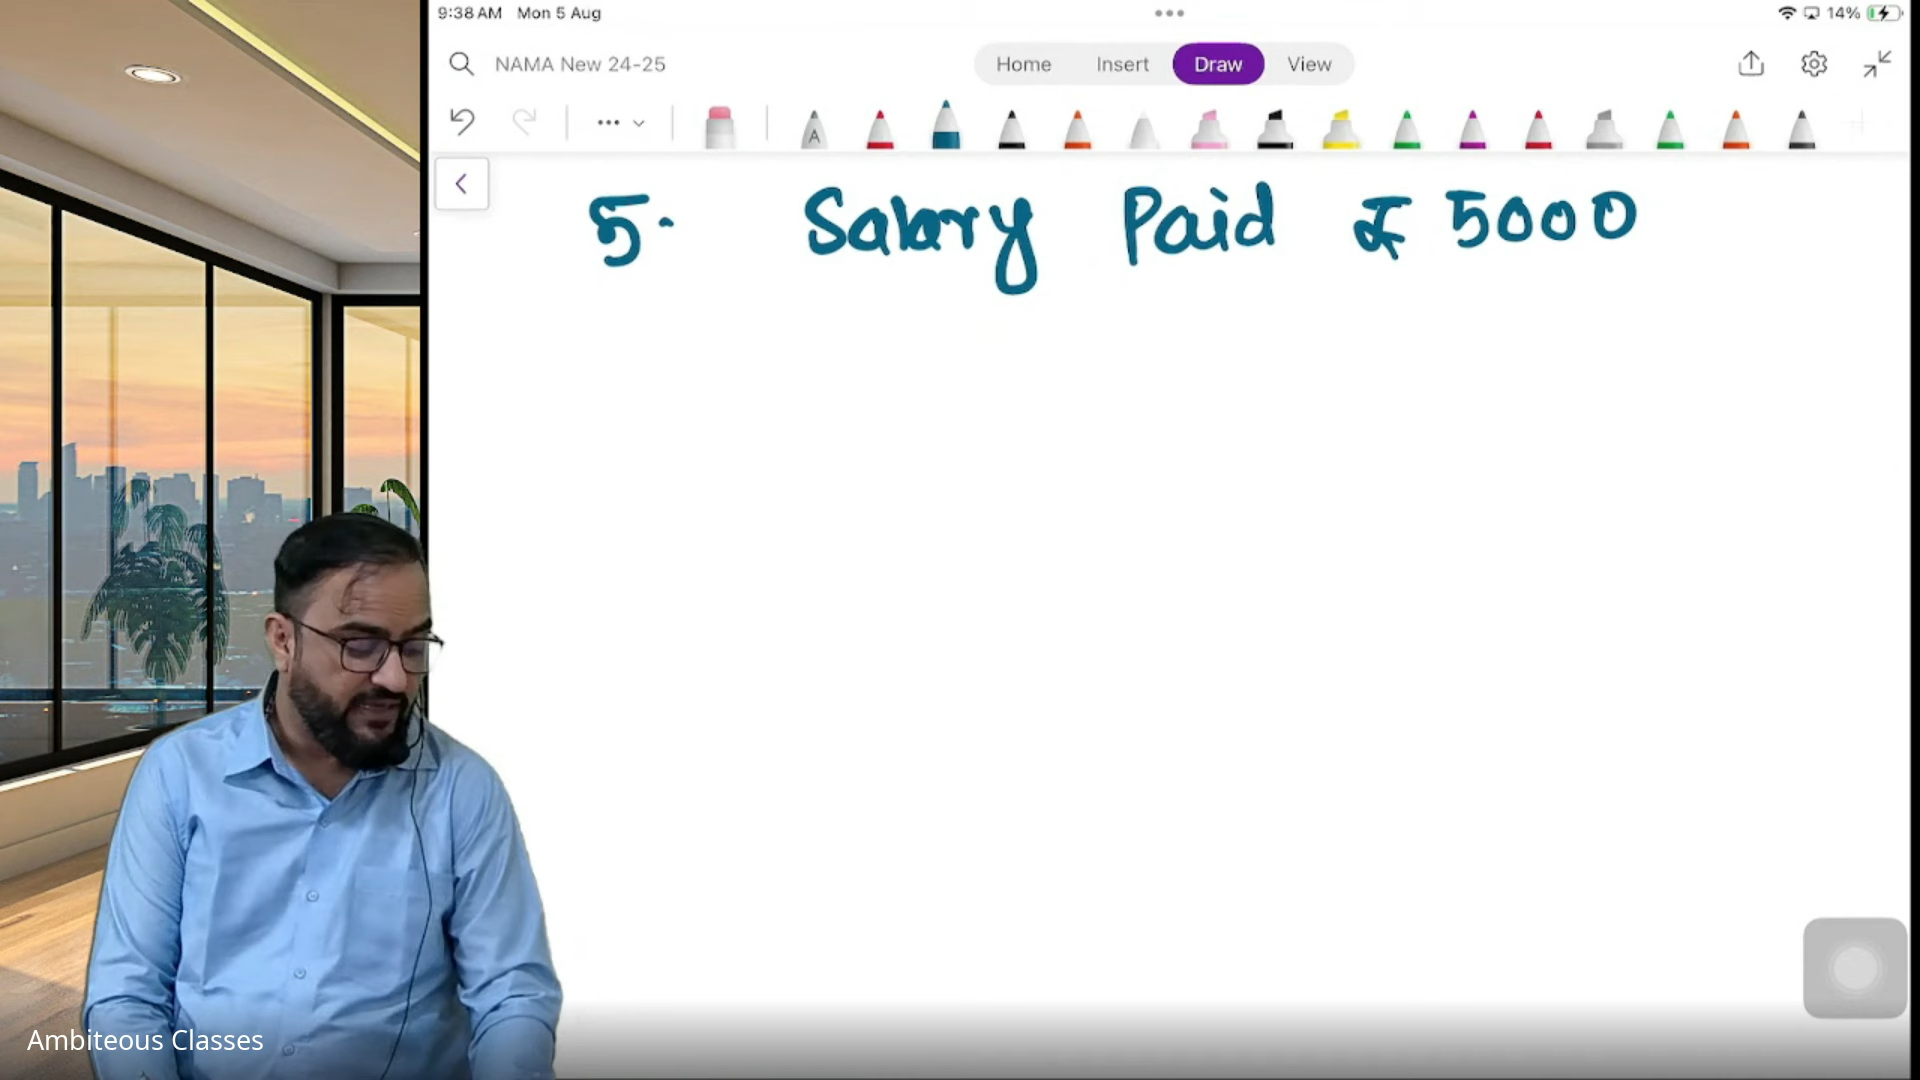 9:38 AM Mon 5 Aug
14%
NAMA New 24-25
Home Insert Draw View
A
5. Salary Paid ₹ 5000
Ambiteous Classes